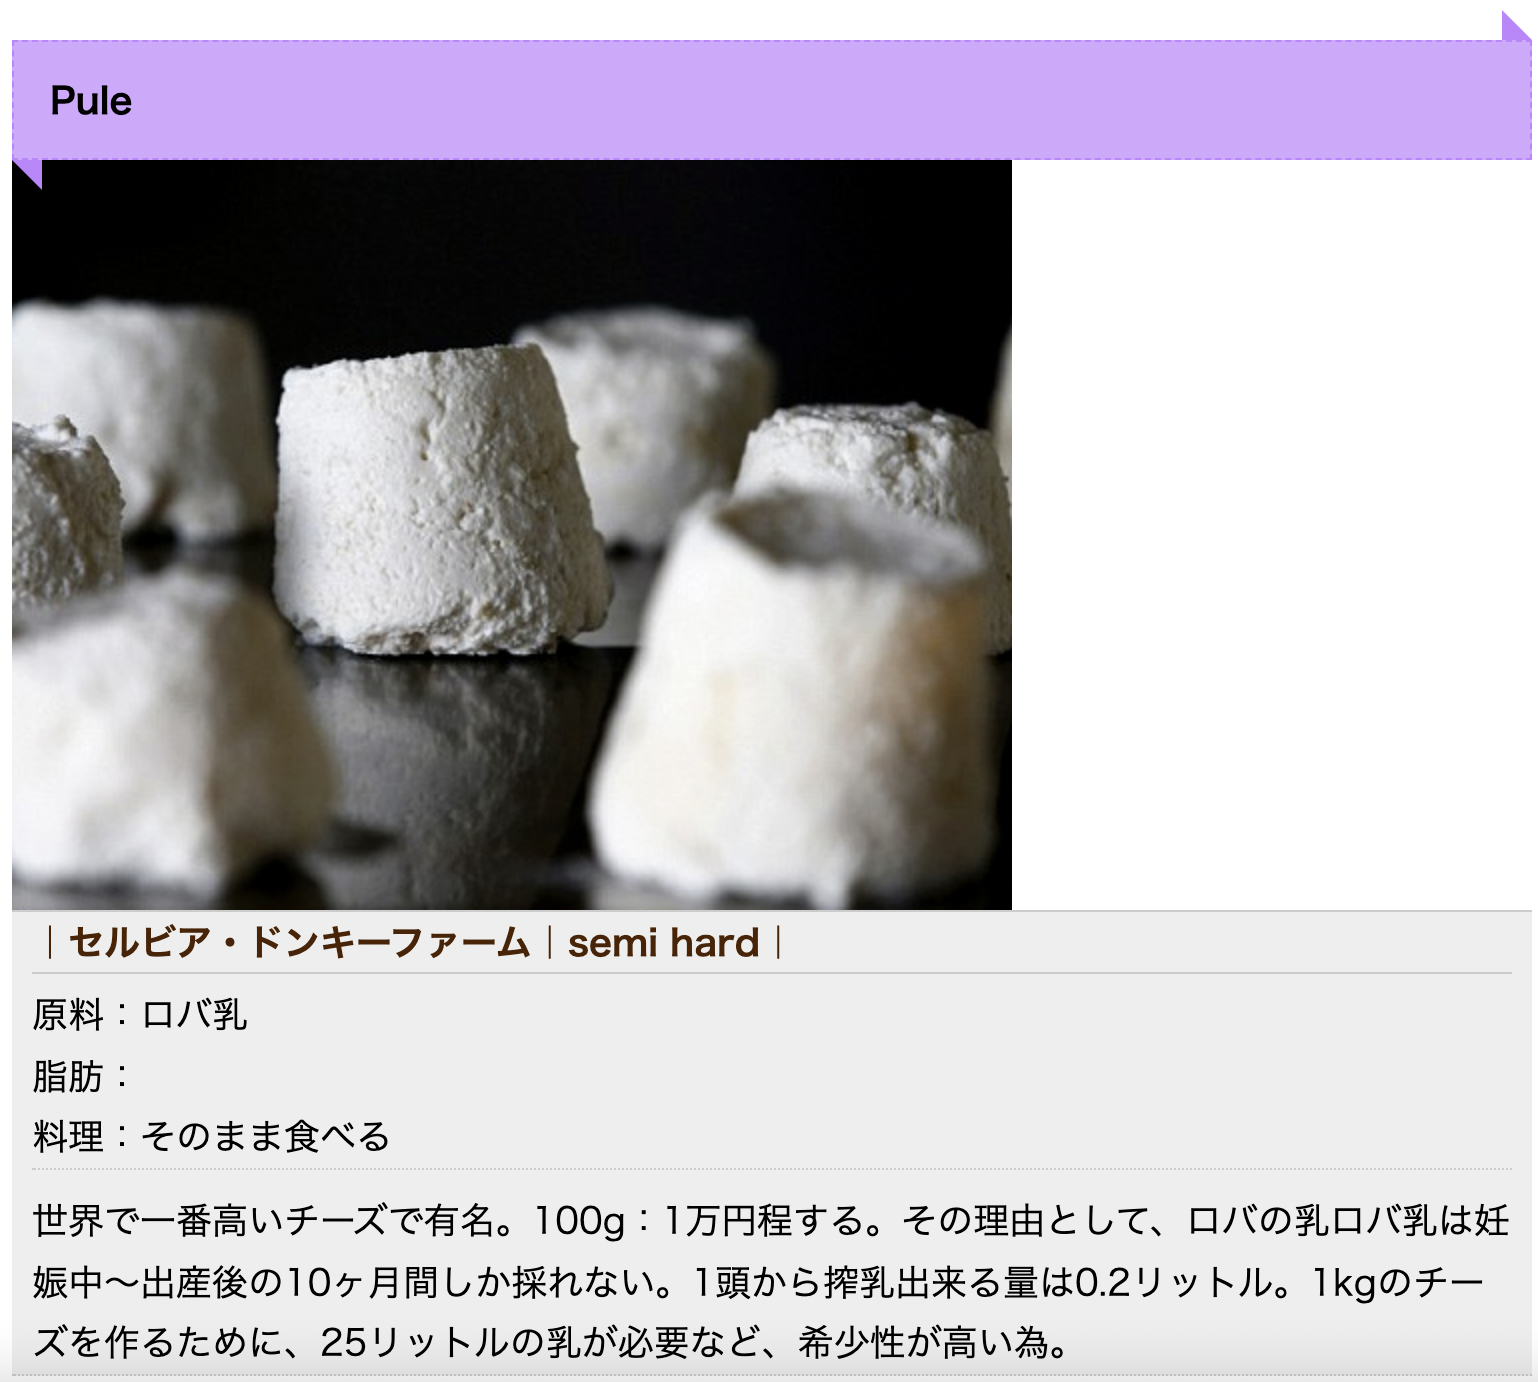 Pule
｜セルビア・ドンキーファーム｜semi hard｜
原料：ロバ乳
脂肪：
料理：そのまま食べる
世界で一番高いチーズで有名。100g：1万円程する。その理由として、ロバの乳ロバ乳は妊
娠中〜出産後の10ヶ月間しか採れない。1頭から搾乳出来る量は0.2リットル。1kgのチー
ズを作るために、25リットルの乳が必要など、希少性が高い為。